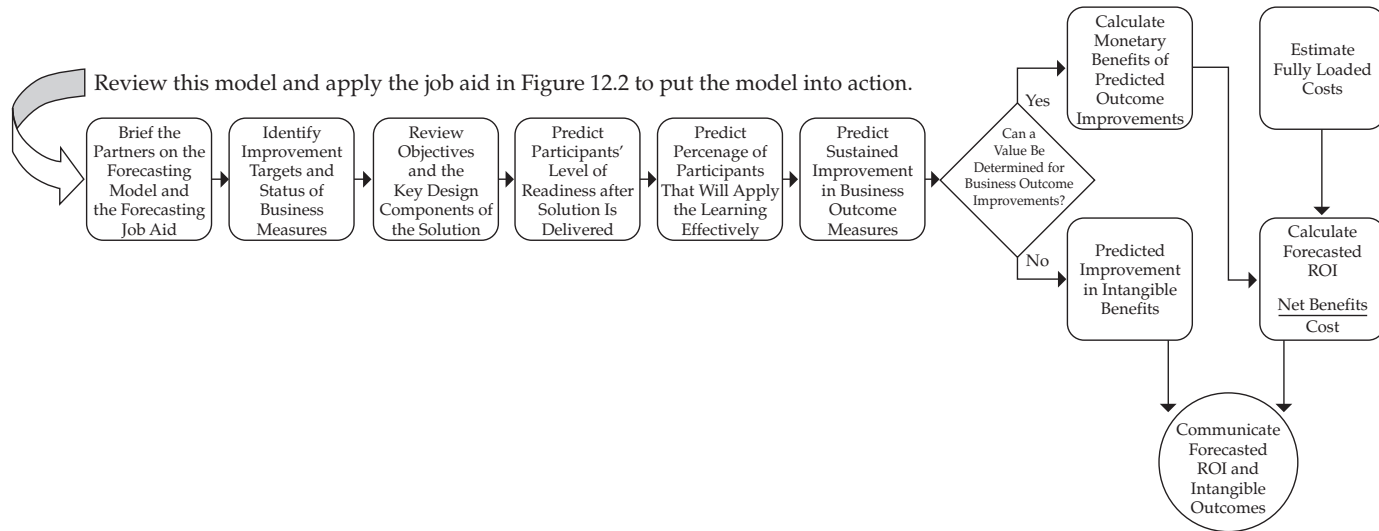 Review this model and apply the job aid in Figure 12.2 to put the model into action.
Brief the
Partners on the
Forecasting
Model and
the Forecasting
Job Aid
Identify
Improvement
Targets and
Status of
Business
Measures
Review
Objectives
and the
Key Design
Components of
the Solution
Predict
Participants’
Level of
Readiness after
Solution Is
Delivered
Predict
Percenage of
Participants
That Will Apply
the Learning
Effectively
Predict
Sustained
Improvement
in Business
Outcome
Measures
Can a
Value Be
Determined for
Business Outcome
Improvements?
Yes
Calculate
Monetary
Benefits of
Predicted
Outcome
Improvements
No
Predicted
Improvement
in Intangible
Benefits
Estimate
Fully Loaded
Costs
Calculate
Forecasted
ROI
Net Benefits
Cost
Communicate
Forecasted
ROI and
Intangible
Outcomes